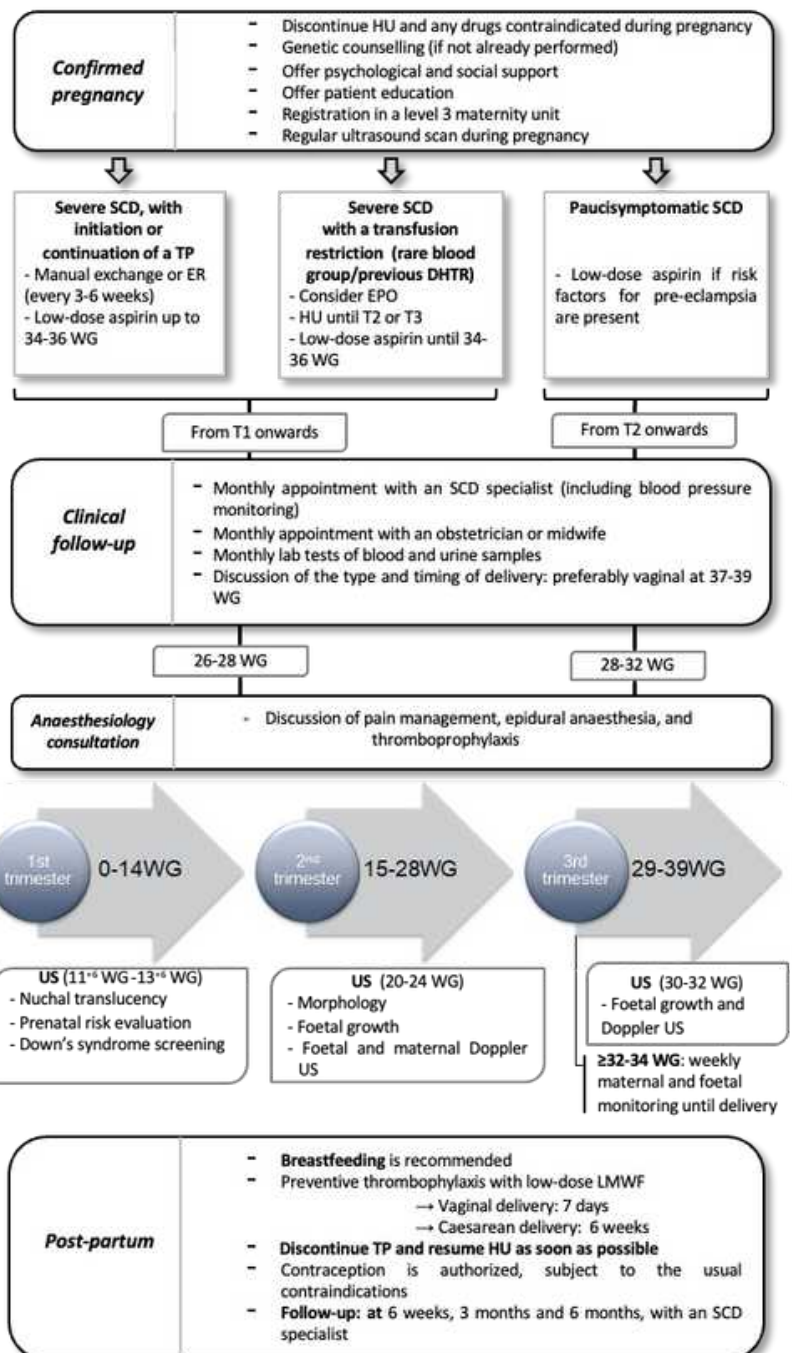 Confirmed
pregnancy
- Discontinue HU and any drugs contraindicated during pregnancy
- Genetic counselling (if not already performed)
- Offer psychological and social support
- Offer patient education
- Registration in a level 3 maternity unit
- Regular ultrasound scan during pregnancy
Severe SCD, with
initiation or
continuation of a TP
- Manual exchange or ER
(every 3-6 weeks)
- Low-dose aspirin up to
34-36 WG
Severe SCD
with a transfusion
restriction (rare blood
group/previous DHTR)
- Consider EPO
- HU until T2 or T3
- Low-dose aspirin until 34-
36 WG
Paucisymptomatic SCD
- Low-dose aspirin if risk
factors for pre-eclampsia
are present
From T1 onwards
From T2 onwards
Clinical
follow-up
- Monthly appointment with an SCD specialist (including blood pressure
monitoring)
- Monthly appointment with an obstetrician or midwife
- Monthly lab tests of blood and urine samples
- Discussion of the type and timing of delivery: preferably vaginal at 37-39
WG
26-28 WG
28-32 WG
Anaesthesiology
consultation
- Discussion of pain management, epidural anaesthesia, and
thromboprophylaxis
1st
trimester
0-14WG
2nd
trimester
15-28WG
3rd
trimester
29-39WG
US (11+6 WG -13+6 WG)
- Nuchal translucency
- Prenatal risk evaluation
- Down's syndrome screening
US (20-24 WG)
- Morphology
- Foetal growth
- Foetal and maternal Doppler
US
US (30-32 WG)
- Foetal growth and
Doppler US
≥32-34 WG: weekly
maternal and foetal
monitoring until delivery
Post-partum
- Breastfeeding is recommended
- Preventive thrombophylaxis with low-dose LMWF
→ Vaginal delivery: 7 days
→ Caesarean delivery: 6 weeks
- Discontinue TP and resume HU as soon as possible
- Contraception is authorized, subject to the usual
contraindications
- Follow-up: at 6 weeks, 3 months and 6 months, with an SCD
specialist